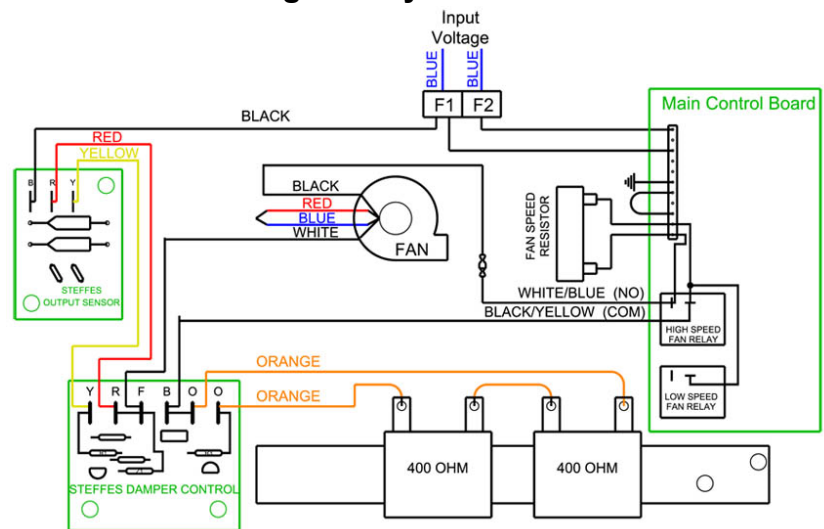 Input
Voltage
BLUE
BLUE
F1
F2
Main Control Board
BLACK
RED
YELLOW
B
R
Y
BLACK
RED
BLUE
WHITE
FAN
FAN SPEED
RESISTOR
STEFFES
OUTPUT SENSOR
WHITE/BLUE (NO)
BLACK/YELLOW (COM)
HIGH SPEED
FAN RELAY
LOW SPEED
FAN RELAY
ORANGE
ORANGE
Y
R
F
B
O
O
400 OHM
400 OHM
STEFFES DAMPER CONTROL